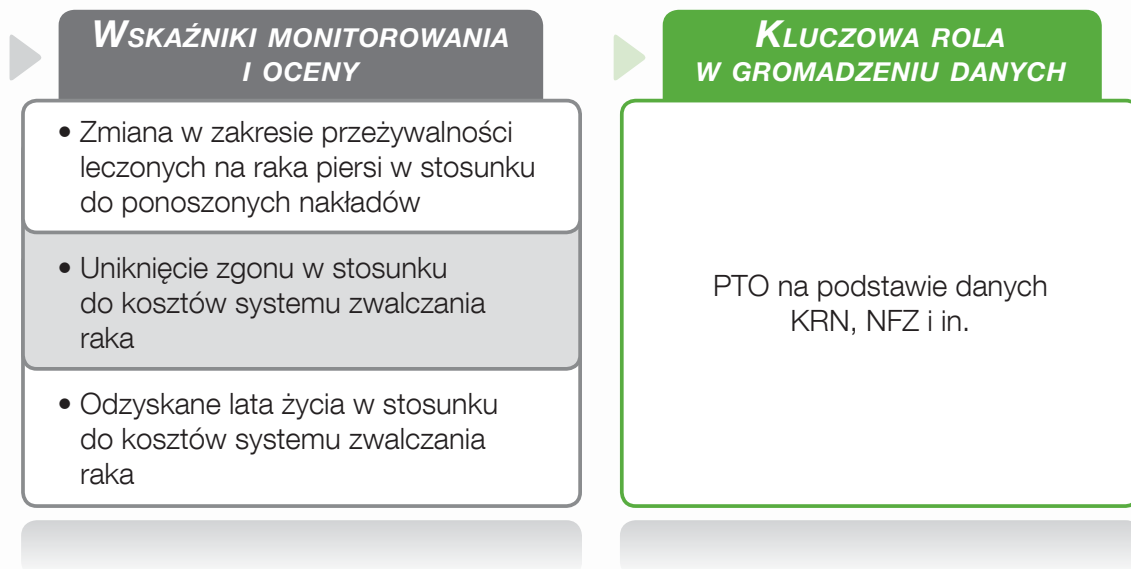 WSKAŹNIKI MONITOROWANIA
I OCENY
• Zmiana w zakresie przeżywalności
leczonych na raka piersi w stosunku
do ponoszonych nakładów
• Uniknięcie zgonu w stosunku
do kosztów systemu zwalczania
raka
• Odzyskane lata życia w stosunku
do kosztów systemu zwalczania
raka
KLUCZOWA ROLA
W GROMADZENIU DANYCH
PTO na podstawie danych
KRN, NFZ i in.